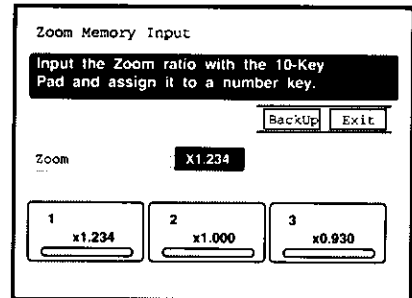 Zoom Memory Input
Input the Zoom ratio with the 10-Key
Pad and assign it to a number key.
BackUp Exit
Zoom X1.234
1 2 3
x1.234 x1.000 x0.930